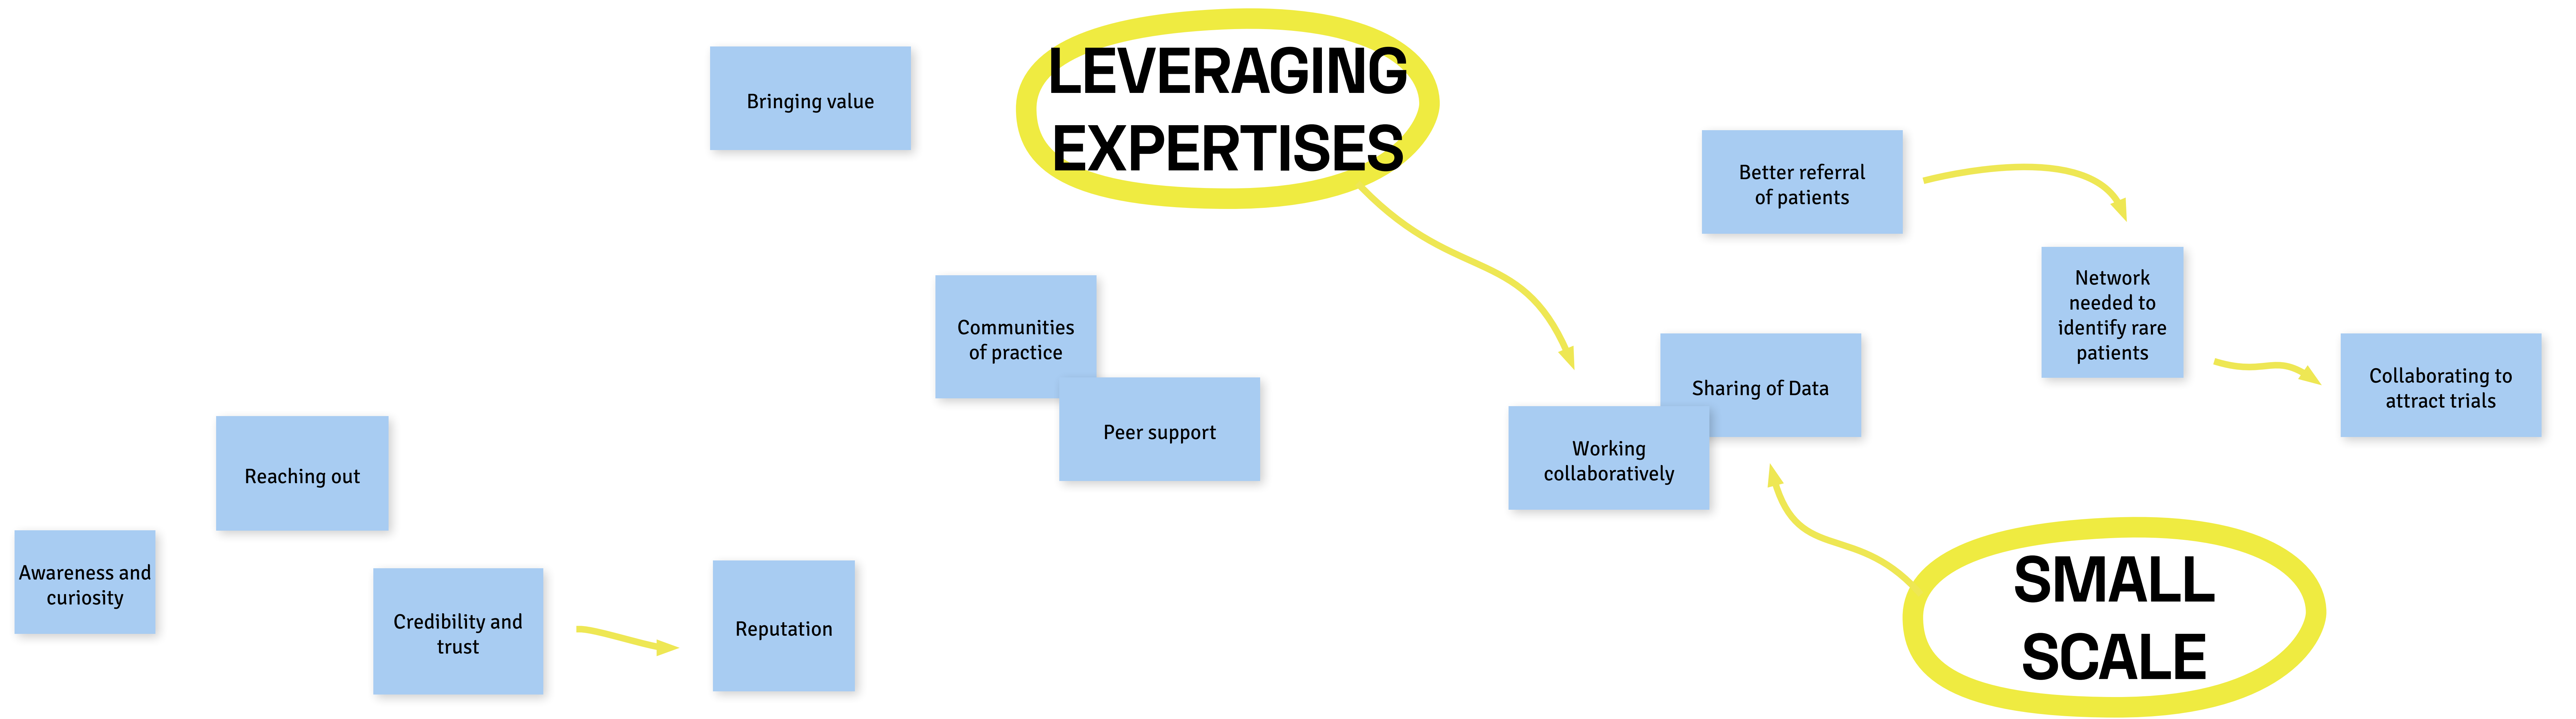 Bringing value
LEVERAGING
EXPERTISES
Better referral
of patients
Network
needed to
identify rare
patients
Communities
of practice
Sharing of Data
Collaborating to
attract trials
Peer support
Working
collaboratively
Reaching out
Awareness and
curiosity
Credibility and
trust
Reputation
SMALL
SCALE